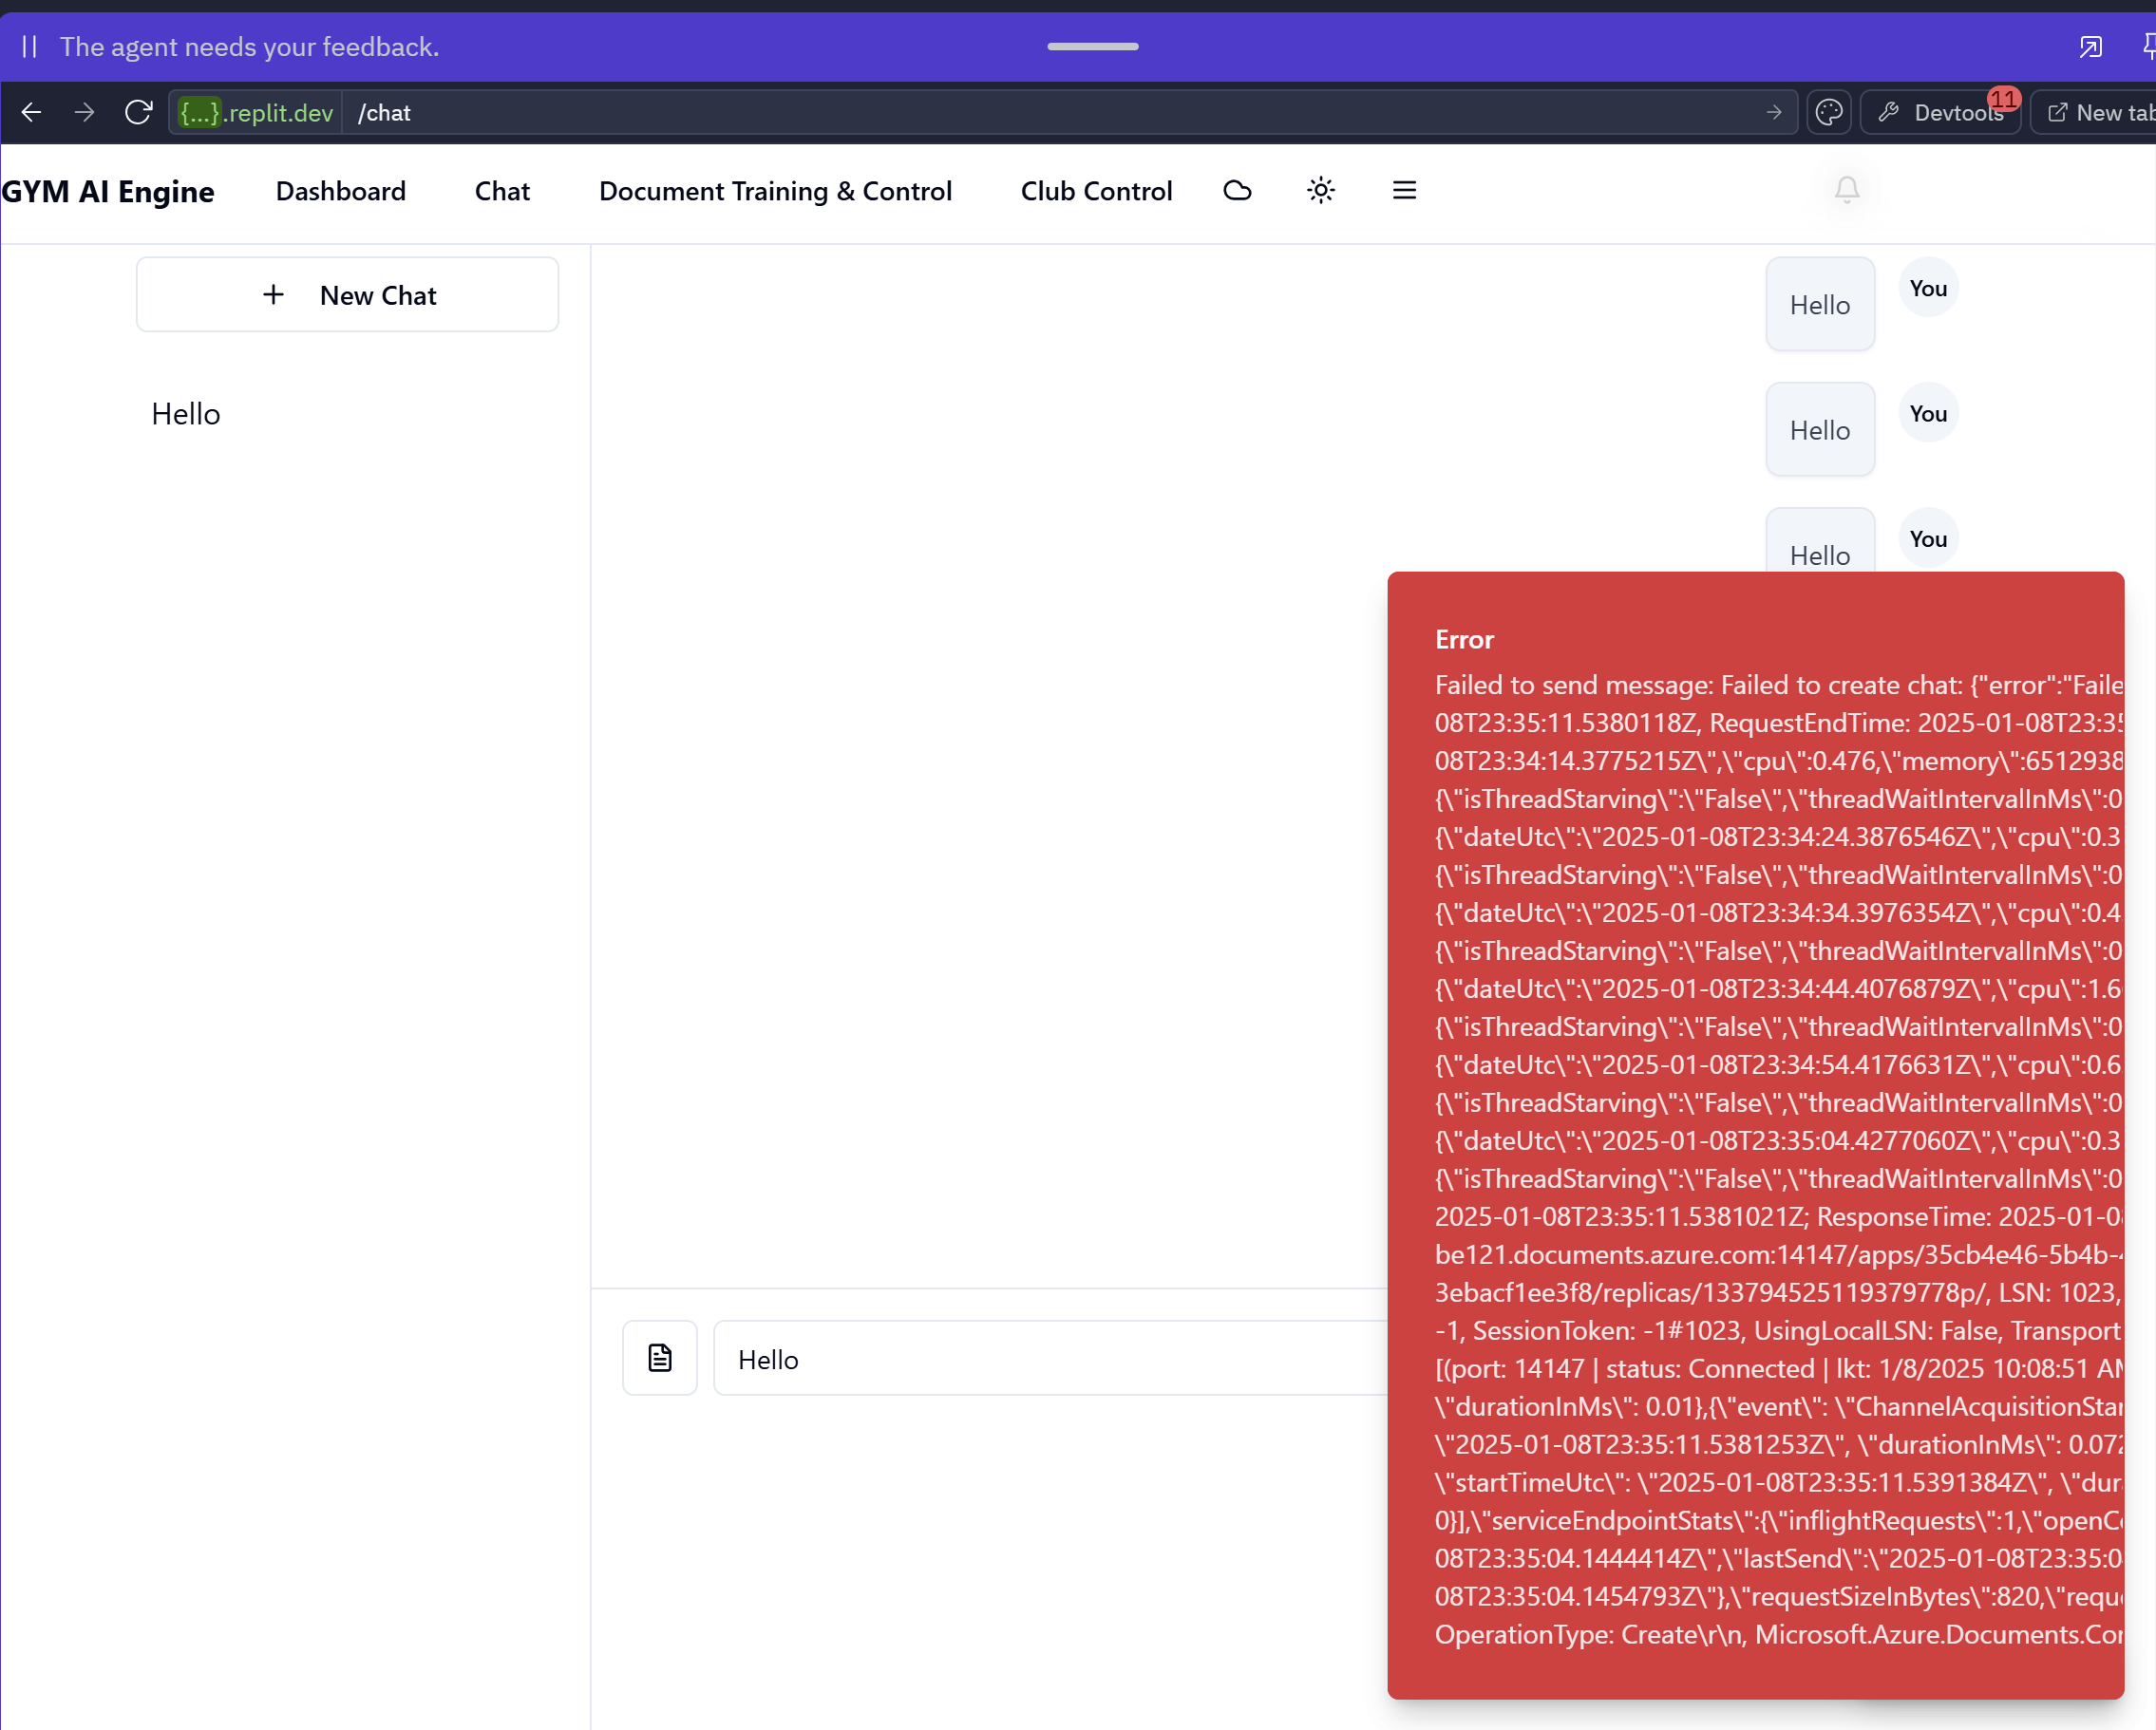 The agent needs your feedback.
{...}.replit.dev /chat Devtools 11 New tab
GYM AI Engine Dashboard Chat Document Training & Control Club Control
New Chat
Hello
Hello You
Hello You
Hello You
Error
Failed to send message: Failed to create chat: {"error":"Faile
08T23:35:11.5380118Z, RequestEndTime: 2025-01-08T23:35
08T23:34:14.3775215Z\",\"cpu\":0.476,\"memory\":6512938
{\"isThreadStarving\":\"False\",\"threadWaitIntervalInMs\":0
{\"dateUtc\":\"2025-01-08T23:34:24.3876546Z\",\"cpu\":0.3
{\"isThreadStarving\":\"False\",\"threadWaitIntervalInMs\":0
{\"dateUtc\":\"2025-01-08T23:34:34.3976354Z\",\"cpu\":0.4
{\"isThreadStarving\":\"False\",\"threadWaitIntervalInMs\":0
{\"dateUtc\":\"2025-01-08T23:34:44.4076879Z\",\"cpu\":1.6
{\"isThreadStarving\":\"False\",\"threadWaitIntervalInMs\":0
{\"dateUtc\":\"2025-01-08T23:34:54.4176631Z\",\"cpu\":0.6
{\"isThreadStarving\":\"False\",\"threadWaitIntervalInMs\":0
{\"dateUtc\":\"2025-01-08T23:35:04.4277060Z\",\"cpu\":0.3
{\"isThreadStarving\":\"False\",\"threadWaitIntervalInMs\":0
2025-01-08T23:35:11.5381021Z; ResponseTime: 2025-01-0
be121.documents.azure.com:14147/apps/35cb4e46-5b4b-
3ebacf1ee3f8/replicas/133794525119379778p/, LSN: 1023,
-1, SessionToken: -1#1023, UsingLocalLSN: False, Transport
[(port: 14147 | status: Connected | lkt: 1/8/2025 10:08:51 AM
\"durationInMs\": 0.01},{\"event\": \"ChannelAcquisitionStar
\"2025-01-08T23:35:11.5381253Z\", \"durationInMs\": 0.072
\"startTimeUtc\": \"2025-01-08T23:35:11.5391384Z\", \"dur
0}],\"serviceEndpointStats\":{\"inflightRequests\":1,\"openC
08T23:35:04.1444414Z\",\"lastSend\":\"2025-01-08T23:35:0
08T23:35:04.1454793Z\"},\"requestSizeInBytes\":820,\"requ
OperationType: Create\r\n, Microsoft.Azure.Documents.Cor
Hello